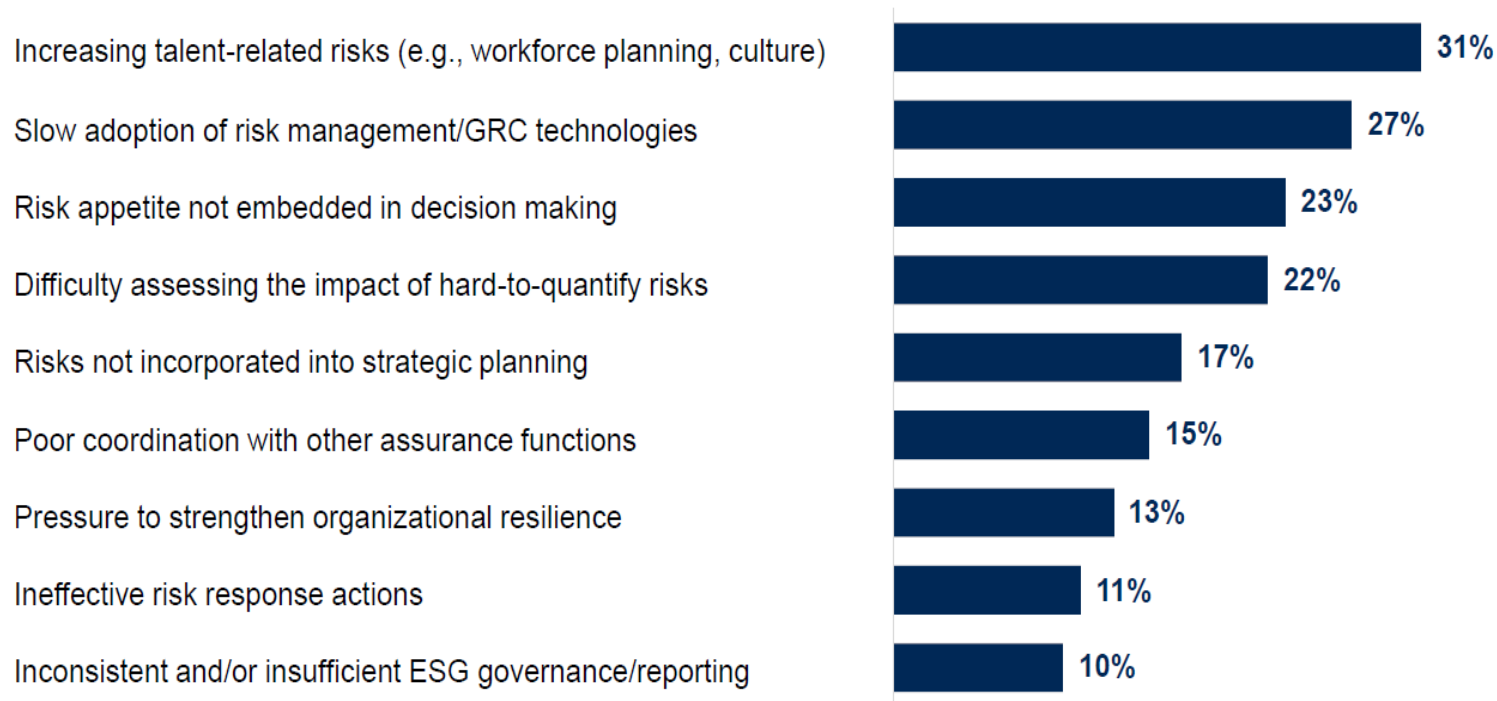 Increasing talent-related risks (e.g., workforce planning, culture) 31%
Slow adoption of risk management/GRC technologies 27%
Risk appetite not embedded in decision making 23%
Difficulty assessing the impact of hard-to-quantify risks 22%
Risks not incorporated into strategic planning 17%
Poor coordination with other assurance functions 15%
Pressure to strengthen organizational resilience 13%
Ineffective risk response actions 11%
Inconsistent and/or insufficient ESG governance/reporting 10%